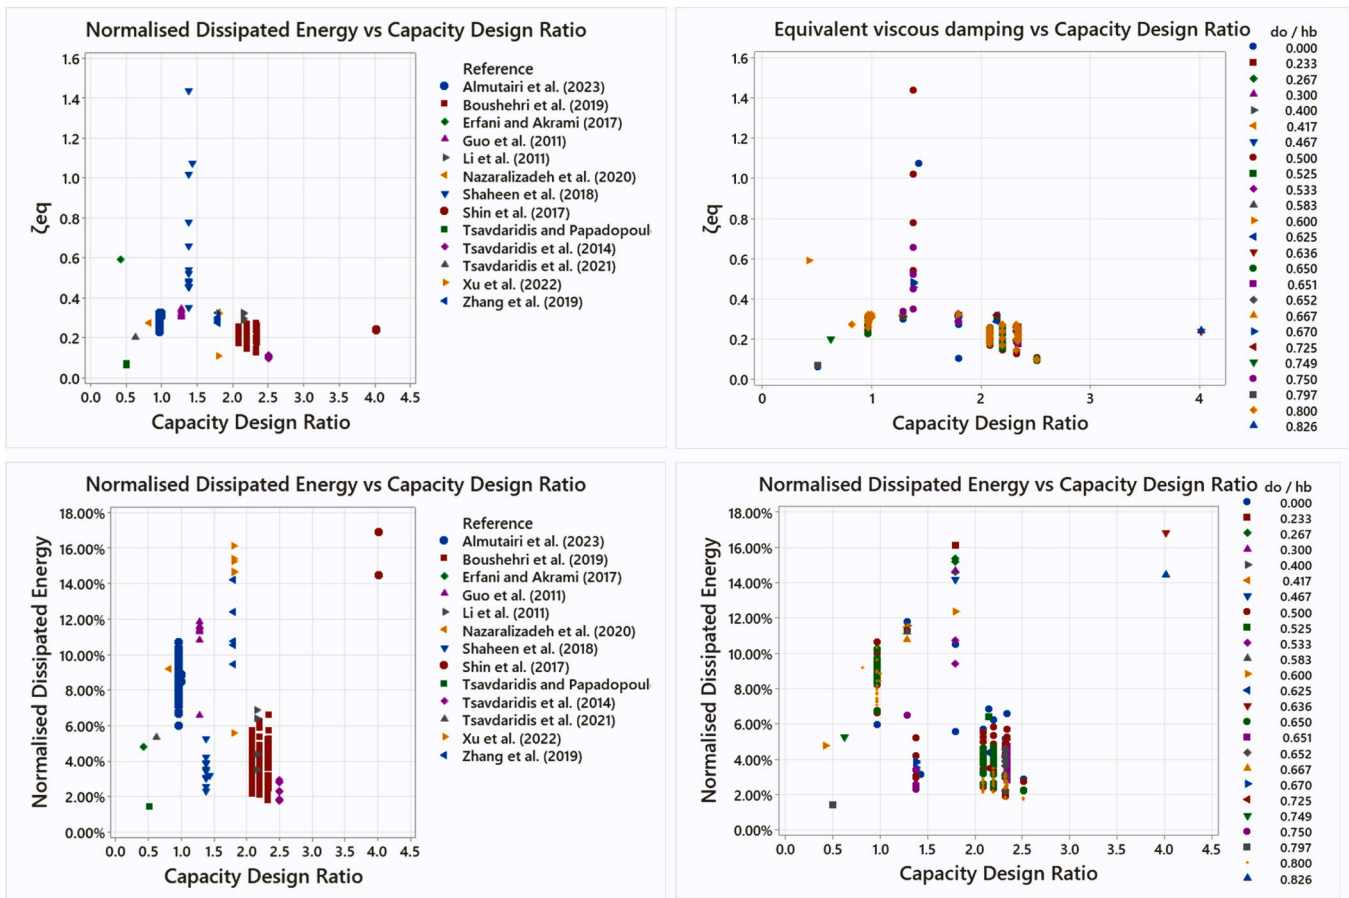 Normalised Dissipated Energy vs Capacity Design Ratio
ζeq
1.6
1.4
1.2
1.0
0.8
0.6
0.4
0.2
0.0
0.0 0.5 1.0 1.5 2.0 2.5 3.0 3.5 4.0 4.5
Capacity Design Ratio
Reference
Almutairi et al. (2023)
Boushehri et al. (2019)
Erfani and Akrami (2017)
Guo et al. (2011)
Li et al. (2011)
Nazaralizadeh et al. (2020)
Shaheen et al. (2018)
Shin et al. (2017)
Tsavdaridis and Papadopoul
Tsavdaridis et al. (2014)
Tsavdaridis et al. (2021)
Xu et al. (2022)
Zhang et al. (2019)
Equivalent viscous damping vs Capacity Design Ratio
ζeq
1.6
1.4
1.2
1.0
0.8
0.6
0.4
0.2
0.0
0 1 2 3 4
Capacity Design Ratio
do / hb
0.000
0.233
0.267
0.300
0.400
0.417
0.467
0.500
0.525
0.533
0.583
0.600
0.625
0.636
0.650
0.651
0.652
0.667
0.670
0.725
0.749
0.750
0.797
0.800
0.826
Normalised Dissipated Energy vs Capacity Design Ratio
Normalised Dissipated Energy
18.00%
16.00%
14.00%
12.00%
10.00%
8.00%
6.00%
4.00%
2.00%
0.00%
0.0 0.5 1.0 1.5 2.0 2.5 3.0 3.5 4.0 4.5
Capacity Design Ratio
Reference
Almutairi et al. (2023)
Boushehri et al. (2019)
Erfani and Akrami (2017)
Guo et al. (2011)
Li et al. (2011)
Nazaralizadeh et al. (2020)
Shaheen et al. (2018)
Shin et al. (2017)
Tsavdaridis and Papadopoul
Tsavdaridis et al. (2014)
Tsavdaridis et al. (2021)
Xu et al. (2022)
Zhang et al. (2019)
Normalised Dissipated Energy vs Capacity Design Ratio
Normalised Dissipated Energy
18.00%
16.00%
14.00%
12.00%
10.00%
8.00%
6.00%
4.00%
2.00%
0.00%
0.0 0.5 1.0 1.5 2.0 2.5 3.0 3.5 4.0 4.5
Capacity Design Ratio
do / hb
0.000
0.233
0.267
0.300
0.400
0.417
0.467
0.500
0.525
0.533
0.583
0.600
0.625
0.636
0.650
0.651
0.652
0.667
0.670
0.725
0.749
0.750
0.797
0.800
0.826